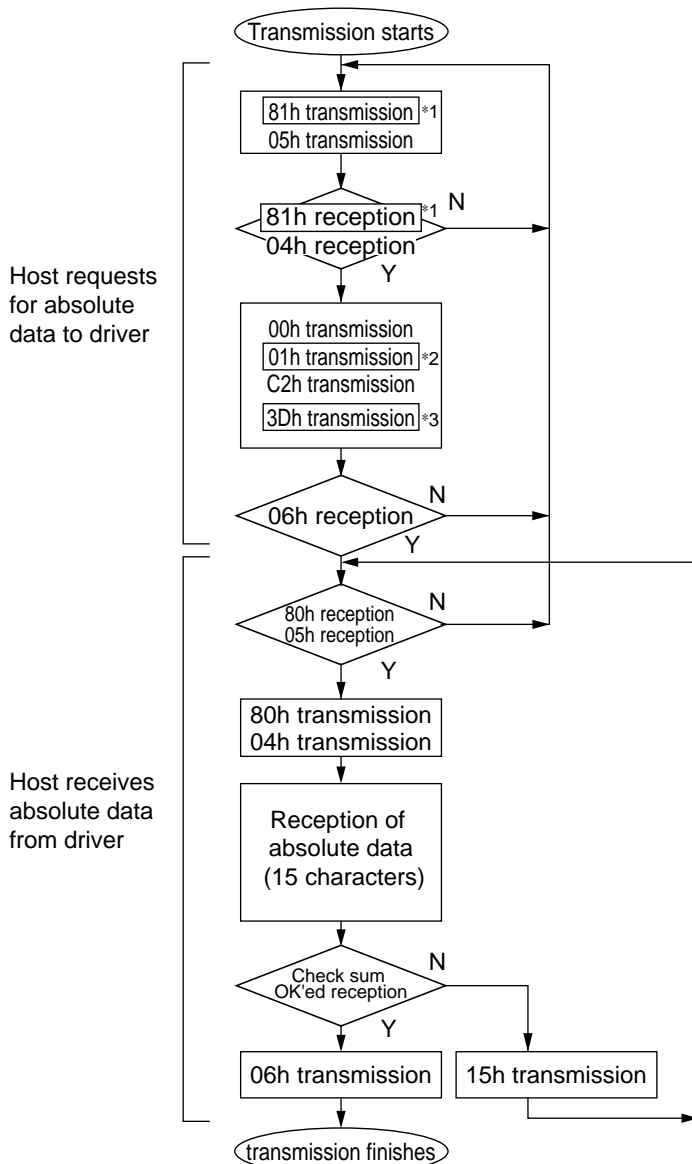 Transmission starts
81h transmission *1
05h transmission
81h reception *1
N
04h reception
Y
Host requests
for absolute
data to driver
00h transmission
01h transmission *2
C2h transmission
3Dh transmission *3
N
06h reception
Y
N
80h reception
05h reception
Y
80h transmission
04h transmission
Host receives
absolute data
from driver
Reception of
absolute data
(15 characters)
N
Check sum
OK'ed reception
Y
06h transmission
15h transmission
transmission finishes